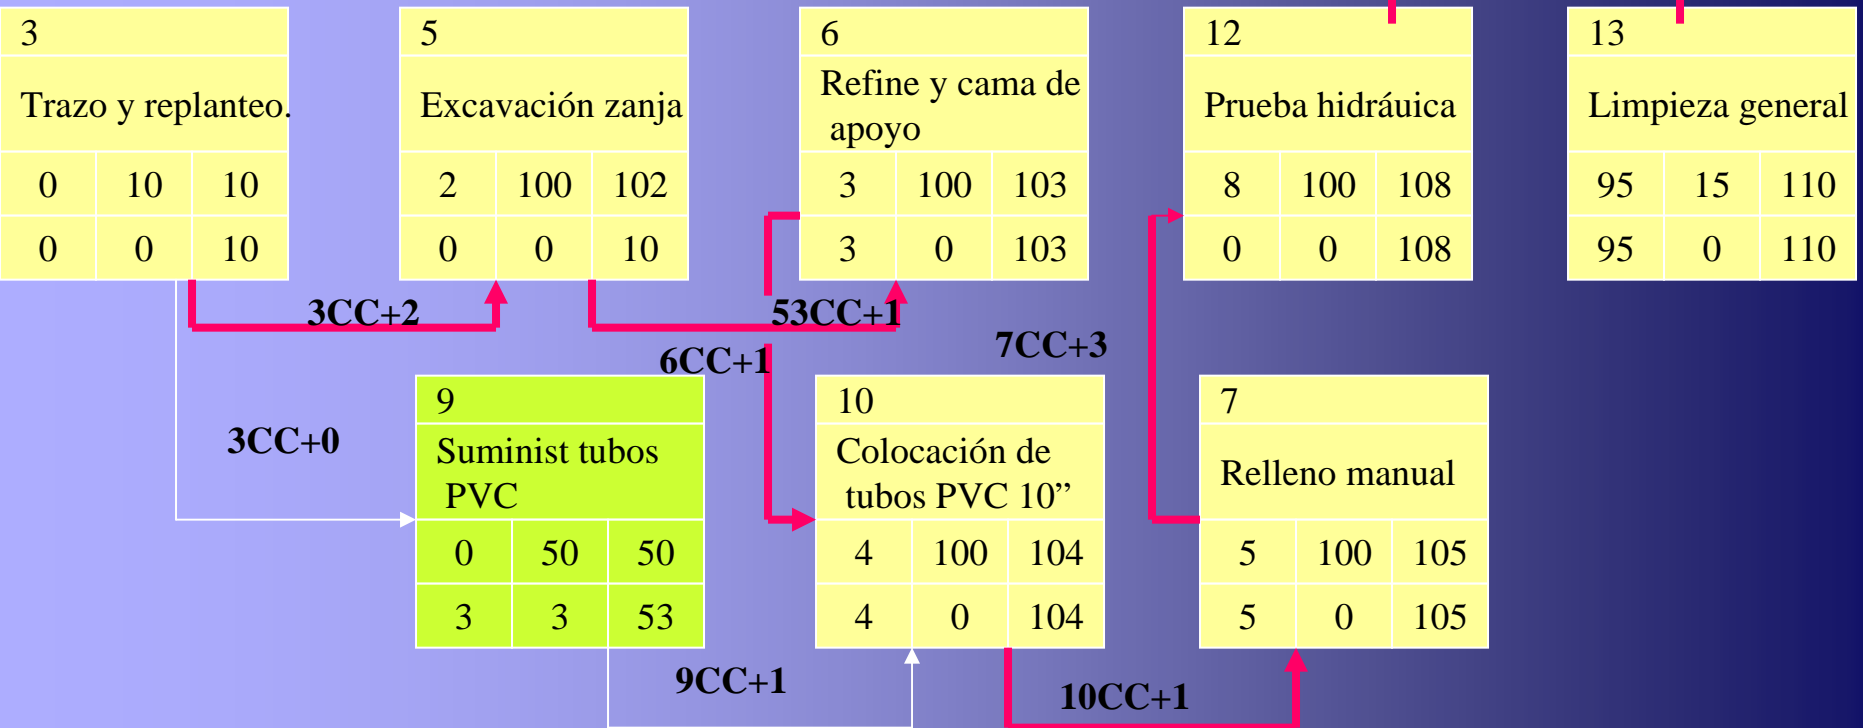 3
Trazo y replanteo.
0 10 10
0 0 10
5
Excavación zanja
2 100 102
0 0 10
6
Refine y cama de
apoyo
3 100 103
3 0 103
12
Prueba hidráuica
8 100 108
0 0 108
13
Limpieza general
95 15 110
95 0 110
3CC+2
53CC+1
6CC+1
7CC+3
3CC+0
9
Suminist tubos
PVC
0 50 50
3 3 53
10
Colocación de
tubos PVC 10”
4 100 104
4 0 104
7
Relleno manual
5 100 105
5 0 105
9CC+1
10CC+1